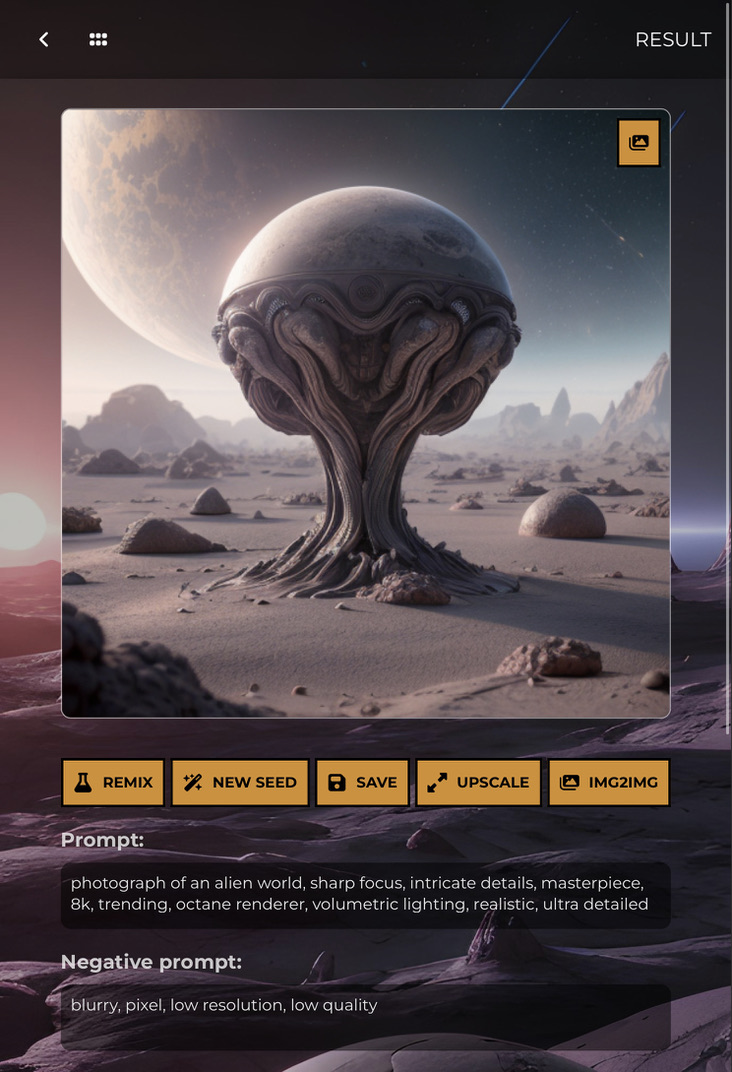 RESULT
REMIX
NEW SEED
SAVE
UPSCALE
IMG2IMG
Prompt:
photograph of an alien world, sharp focus, intricate details, masterpiece,
8k, trending, octane renderer, volumetric lighting, realistic, ultra detailed
Negative prompt:
blurry, pixel, low resolution, low quality